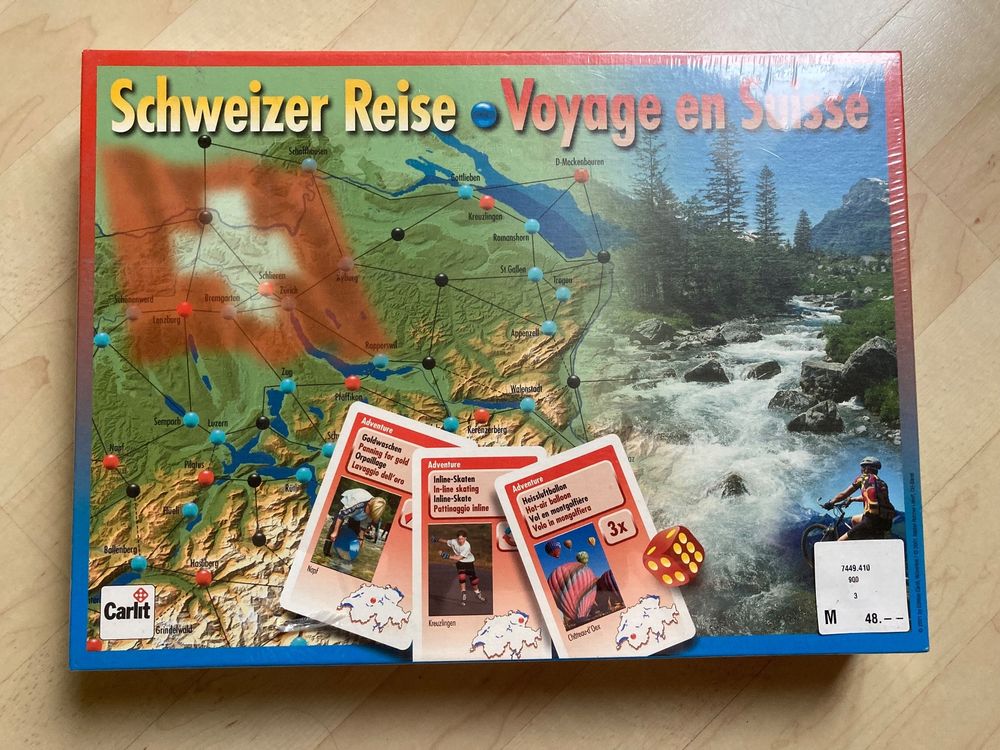 Schweizer Reise • Voyage en Suisse
Schaffhausen
D-Meckenbeuren
Gottlieben
Kreuzlingen
Romanshorn
St.Gallen
Trogen
Appenzell
Kyburg
Schlieren
Zürich
Bremgarten
Schönenwerd
Lenzburg
Rapperswil
Zug
Pfäffikon
Walenstadt
Kerenzerberg
Sempach
Luzern
Napf
Pilatus
Ballenberg
Hasliberg
Grindelwald
Carlit
Adventure
Goldwaschen
Panning for gold
Orpaillage
Lavaggio dell'oro
Napf
Adventure
Inline-Skaten
In-line skating
Inline-Skate
Pattinaggio inline
Kreuzlingen
Adventure
Heissluftballon
Hot-air balloon
Vol en montgolfière
Volo in mongolfiera
3x
Château-d'Oex
7449.410
900
3
M 48.--